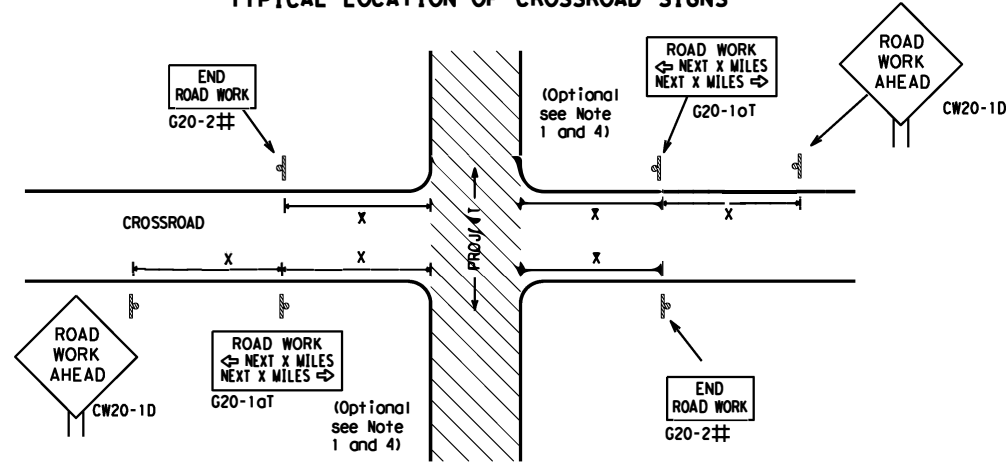 TYPICAL LOCATION OF CROSSROAD SIGNS
END
ROAD WORK
G20-2#
(Optional
see Note
1 and 4)
ROAD WORK
⇦ NEXT X MILES
NEXT X MILES ⇨
G20-1aT
ROAD
WORK
AHEAD
CW20-1D
CROSSROAD
X
X
X
X
X
X
ROAD
WORK
AHEAD
CW20-1D
ROAD WORK
⇦ NEXT X MILES
NEXT X MILES ⇨
G20-1aT
(Optional
see Note
1 and 4)
END
ROAD WORK
G20-2#